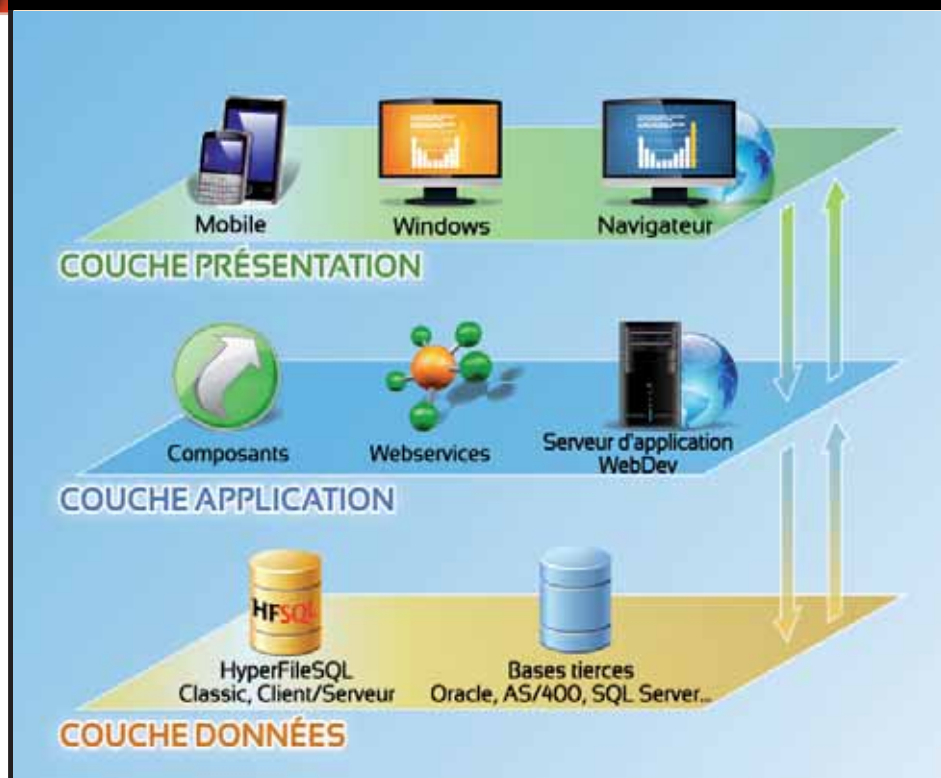 Mobile
Windows
Navigateur
COUCHE PRÉSENTATION
Composants
Webservices
Serveur d'application
WebDev
COUCHE APPLICATION
HFSQL
HyperFileSQL
Classic, Client/Serveur
Bases tierces
Oracle, AS/400, SQL Server...
COUCHE DONNÉES